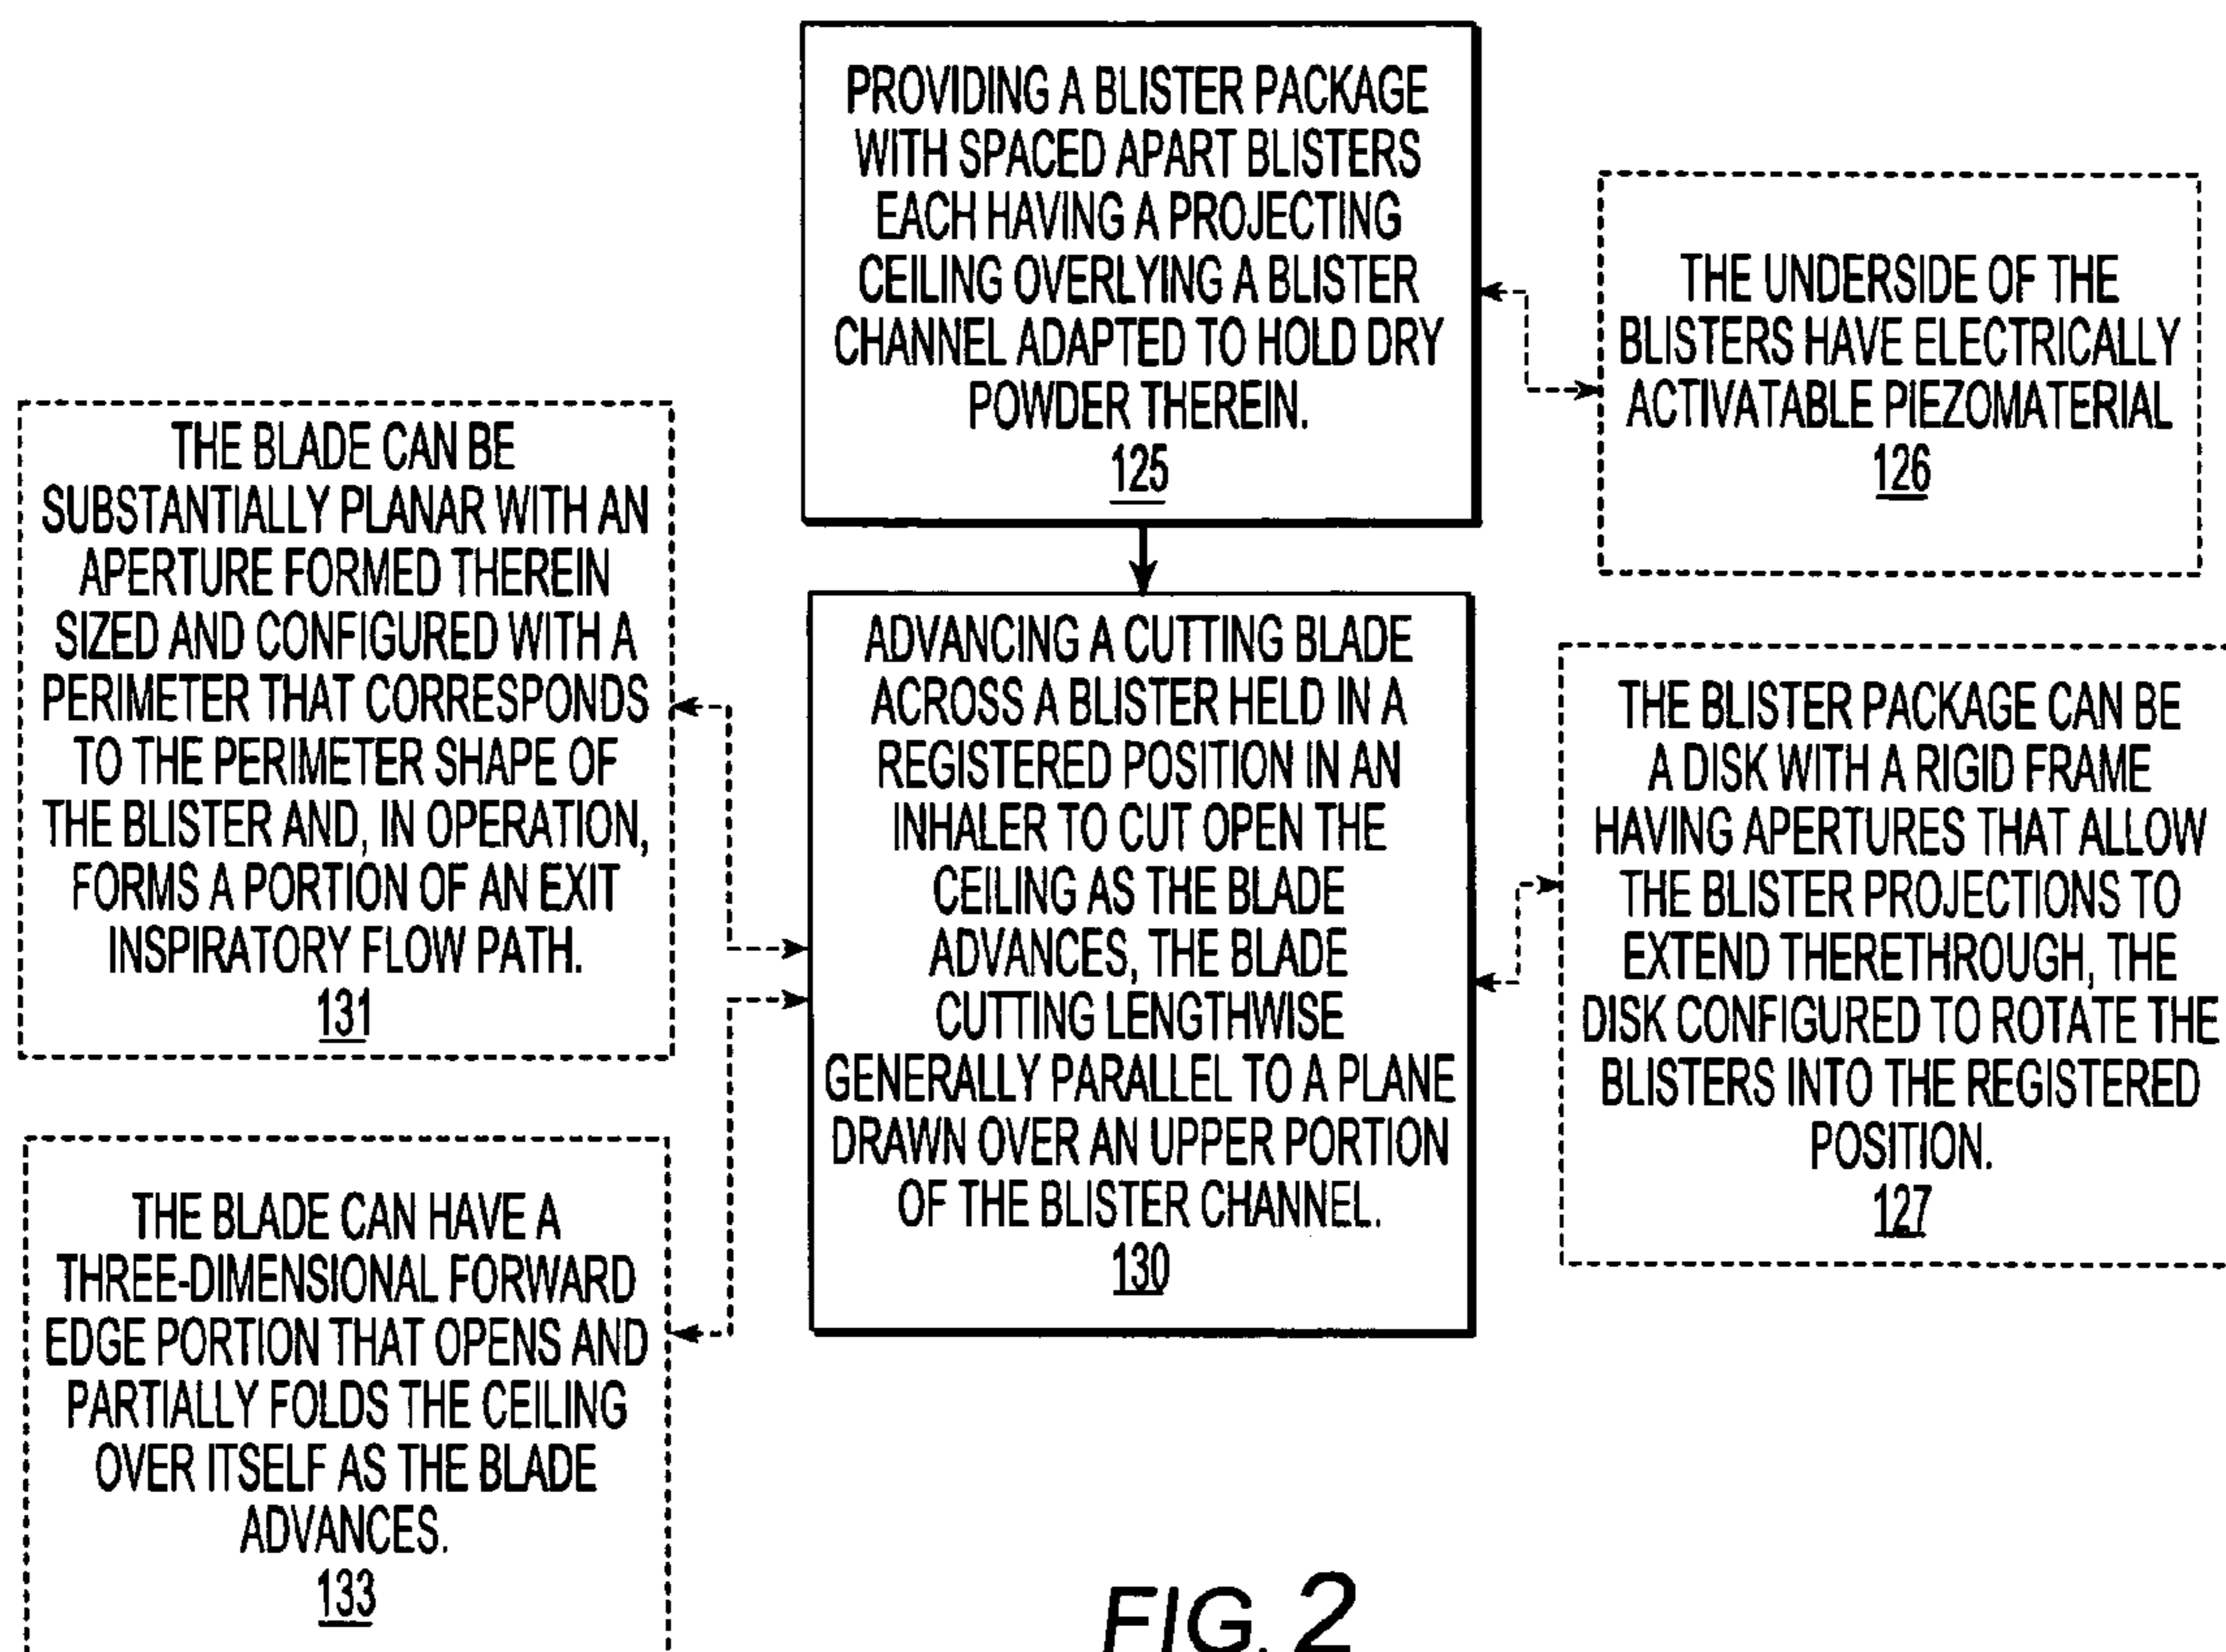 PROVIDING A BLISTER PACKAGE
WITH SPACED APART BLISTERS
EACH HAVING A PROJECTING
CEILING OVERLYING A BLISTER
CHANNEL ADAPTED TO HOLD DRY
POWDER THEREIN.
125
THE UNDERSIDE OF THE
BLISTERS HAVE ELECTRICALLY
ACTIVATABLE PIEZOMATERIAL
126
THE BLADE CAN BE
SUBSTANTIALLY PLANAR WITH AN
APERTURE FORMED THEREIN
SIZED AND CONFIGURED WITH A
PERIMETER THAT CORRESPONDS
TO THE PERIMETER SHAPE OF
THE BLISTER AND, IN OPERATION,
FORMS A PORTION OF AN EXIT
INSPIRATORY FLOW PATH.
131
ADVANCING A CUTTING BLADE
ACROSS A BLISTER HELD IN A
REGISTERED POSITION IN AN
INHALER TO CUT OPEN THE
CEILING AS THE BLADE
ADVANCES, THE BLADE
CUTTING LENGTHWISE
GENERALLY PARALLEL TO A PLANE
DRAWN OVER AN UPPER PORTION
OF THE BLISTER CHANNEL.
130
THE BLISTER PACKAGE CAN BE
A DISK WITH A RIGID FRAME
HAVING APERTURES THAT ALLOW
THE BLISTER PROJECTIONS TO
EXTEND THERETHROUGH, THE
DISK CONFIGURED TO ROTATE THE
BLISTERS INTO THE REGISTERED
POSITION.
127
THE BLADE CAN HAVE A
THREE-DIMENSIONAL FORWARD
EDGE PORTION THAT OPENS AND
PARTIALLY FOLDS THE CEILING
OVER ITSELF AS THE BLADE
ADVANCES.
133
FIG. 2